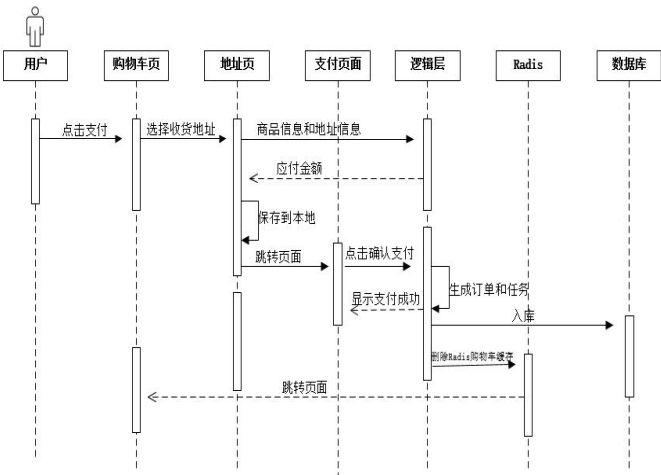 用户
购物车页
地址页
支付页面
逻辑层
Radis
数据库
点击支付
选择收货地址
商品信息和地址信息
应付金额
保存到本地
跳转页面
点击确认支付
生成订单和任务
显示支付成功
入库
删除Radis购物车缓存
跳转页面